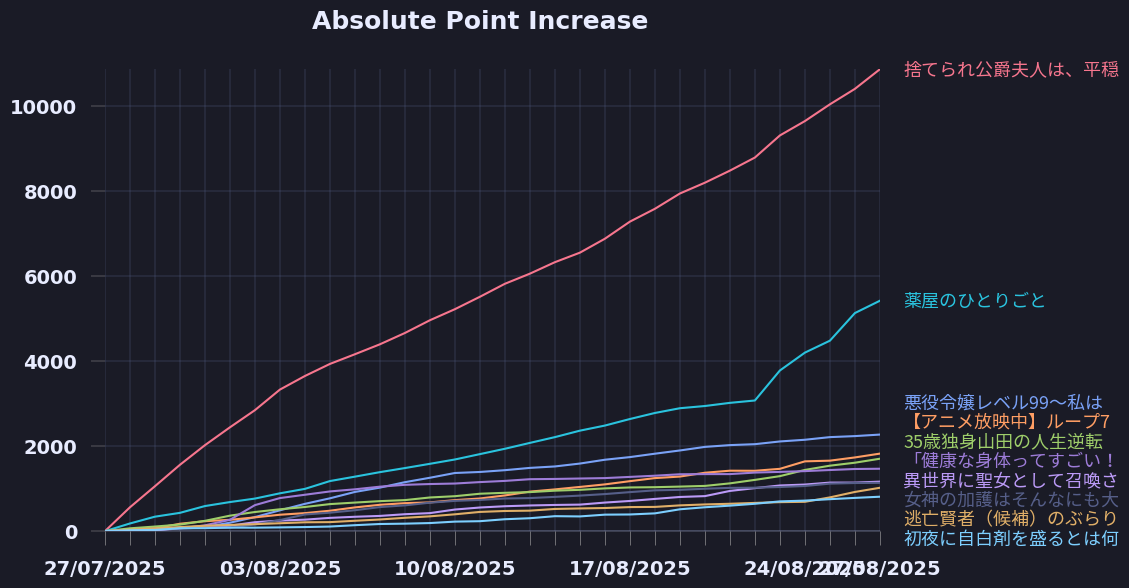 Absolute Point Increase
10000
8000
6000
4000
2000
0
27/07/2025
03/08/2025
10/08/2025
17/08/2025
24/08/2025
27/08/2025
捨てられ公爵夫人は、平穏
薬屋のひとりごと
悪役令嬢レベル99～私は
【アニメ放映中】ループ7
35歳独身山田の人生逆転
「健康な身体ってすごい！
異世界に聖女として召喚さ
女神の加護はそんなにも大
逃亡賢者（候補）のぶらり
初夜に自白剤を盛るとは何